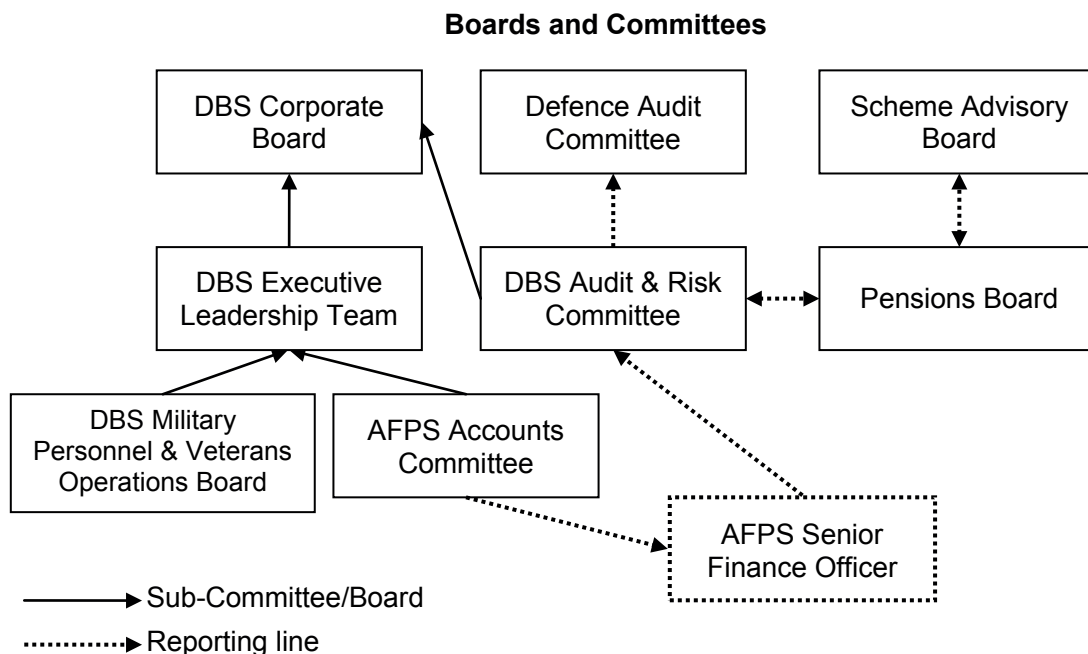 Boards and Committees
DBS Corporate
Board
Defence Audit
Committee
Scheme Advisory
Board
DBS Executive
Leadership Team
DBS Audit & Risk
Committee
Pensions Board
DBS Military
Personnel & Veterans
Operations Board
AFPS Accounts
Committee
AFPS Senior
Finance Officer
Sub-Committee/Board
Reporting line